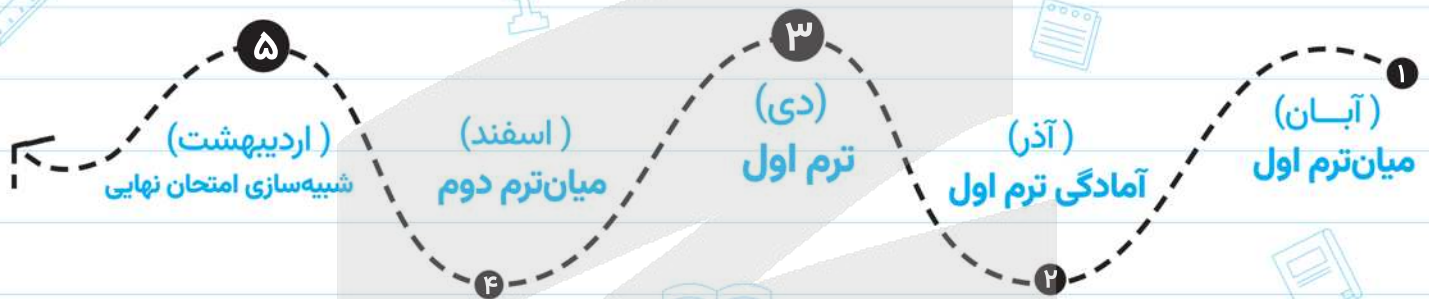 ۱
(آبان)
میان‌ترم اول
۲
(آذر)
آمادگی ترم اول
۳
(دی)
ترم اول
۴
(اسفند)
میان‌ترم دوم
۵
(اردیبهشت)
شبیه‌سازی امتحان نهایی